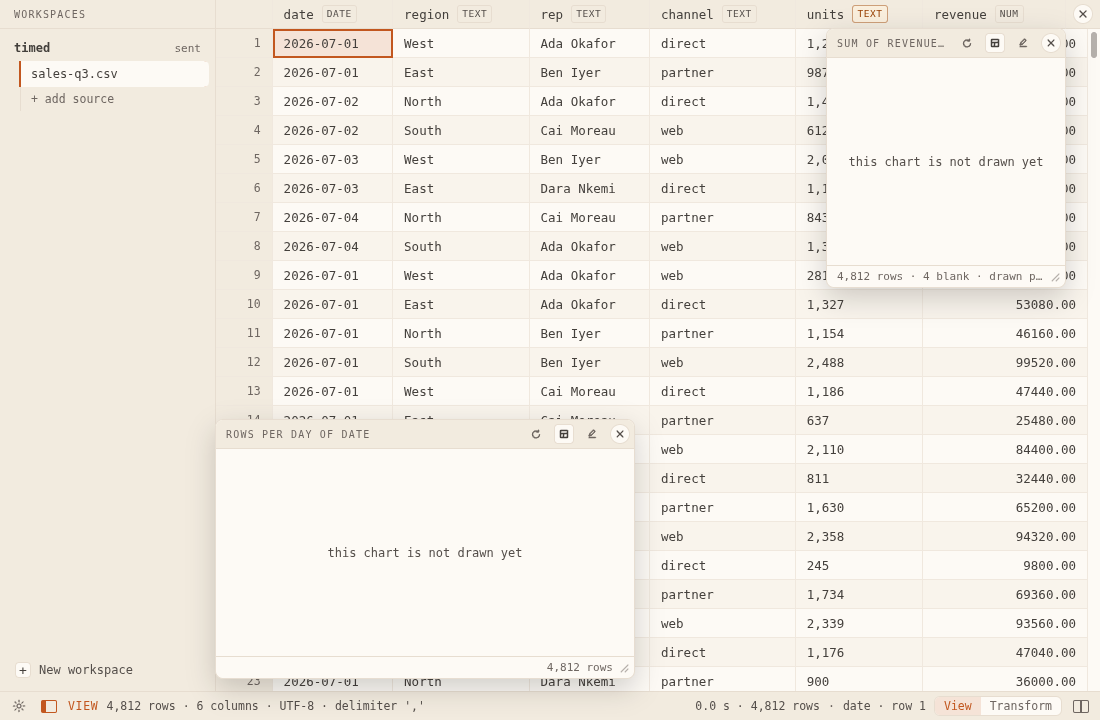 WORKSPACES
timed sent
sales-q3.csv
+ add source
+ New workspace
date DATE region TEXT rep TEXT channel TEXT units TEXT revenue NUM
1 2026-07-01 West Ada Okafor direct
2 2026-07-01 East Ben Iyer partner 987
3 2026-07-02 North Ada Okafor direct
4 2026-07-02 South Cai Moreau web 612
5 2026-07-03 West Ben Iyer web
6 2026-07-03 East Dara Nkemi direct
7 2026-07-04 North Cai Moreau partner 843
8 2026-07-04 South Ada Okafor web
9 2026-07-01 West Ada Okafor web 281
10 2026-07-01 East Ada Okafor direct 1,327 53080.00
11 2026-07-01 North Ben Iyer partner 1,154 46160.00
12 2026-07-01 South Ben Iyer web 2,488 99520.00
13 2026-07-01 West Cai Moreau direct 1,186 47440.00
14 2026-07-01 East Cai Moreau partner 637 25480.00
web 2,110 84400.00
direct 811 32440.00
partner 1,630 65200.00
web 2,358 94320.00
direct 245 9800.00
partner 1,734 69360.00
web 2,339 93560.00
direct 1,176 47040.00
23 2026-07-01 North Dara Nkemi partner 900 36000.00
SUM OF REVENUE…
this chart is not drawn yet
4,812 rows · 4 blank · drawn p…
ROWS PER DAY OF DATE
this chart is not drawn yet
4,812 rows
VIEW 4,812 rows · 6 columns · UTF-8 · delimiter ','
0.0 s · 4,812 rows · date · row 1 View Transform